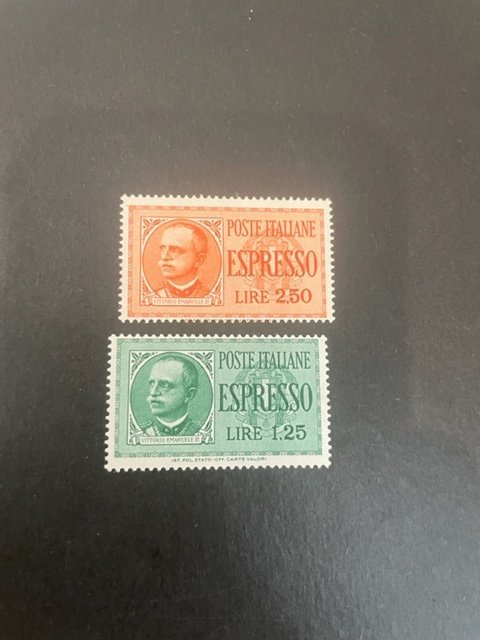 POSTE ITALIANE
ESPRESSO
LIRE 2.50
VITTORIO EMANUELE III
POSTE ITALIANE
ESPRESSO
LIRE 1.25
VITTORIO EMANUELE III
IST. POL. STATO-OFF. CARTE VALORI